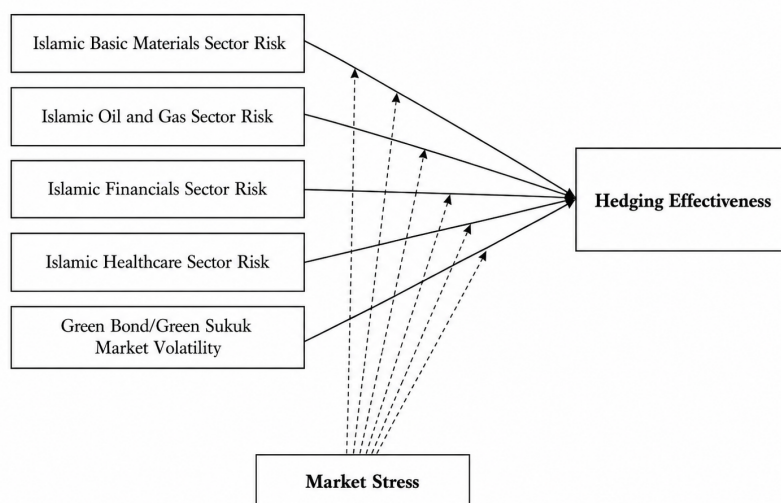 Islamic Basic Materials Sector Risk
Islamic Oil and Gas Sector Risk
Islamic Financials Sector Risk
Islamic Healthcare Sector Risk
Green Bond/Green Sukuk
Market Volatility
Hedging Effectiveness
Market Stress